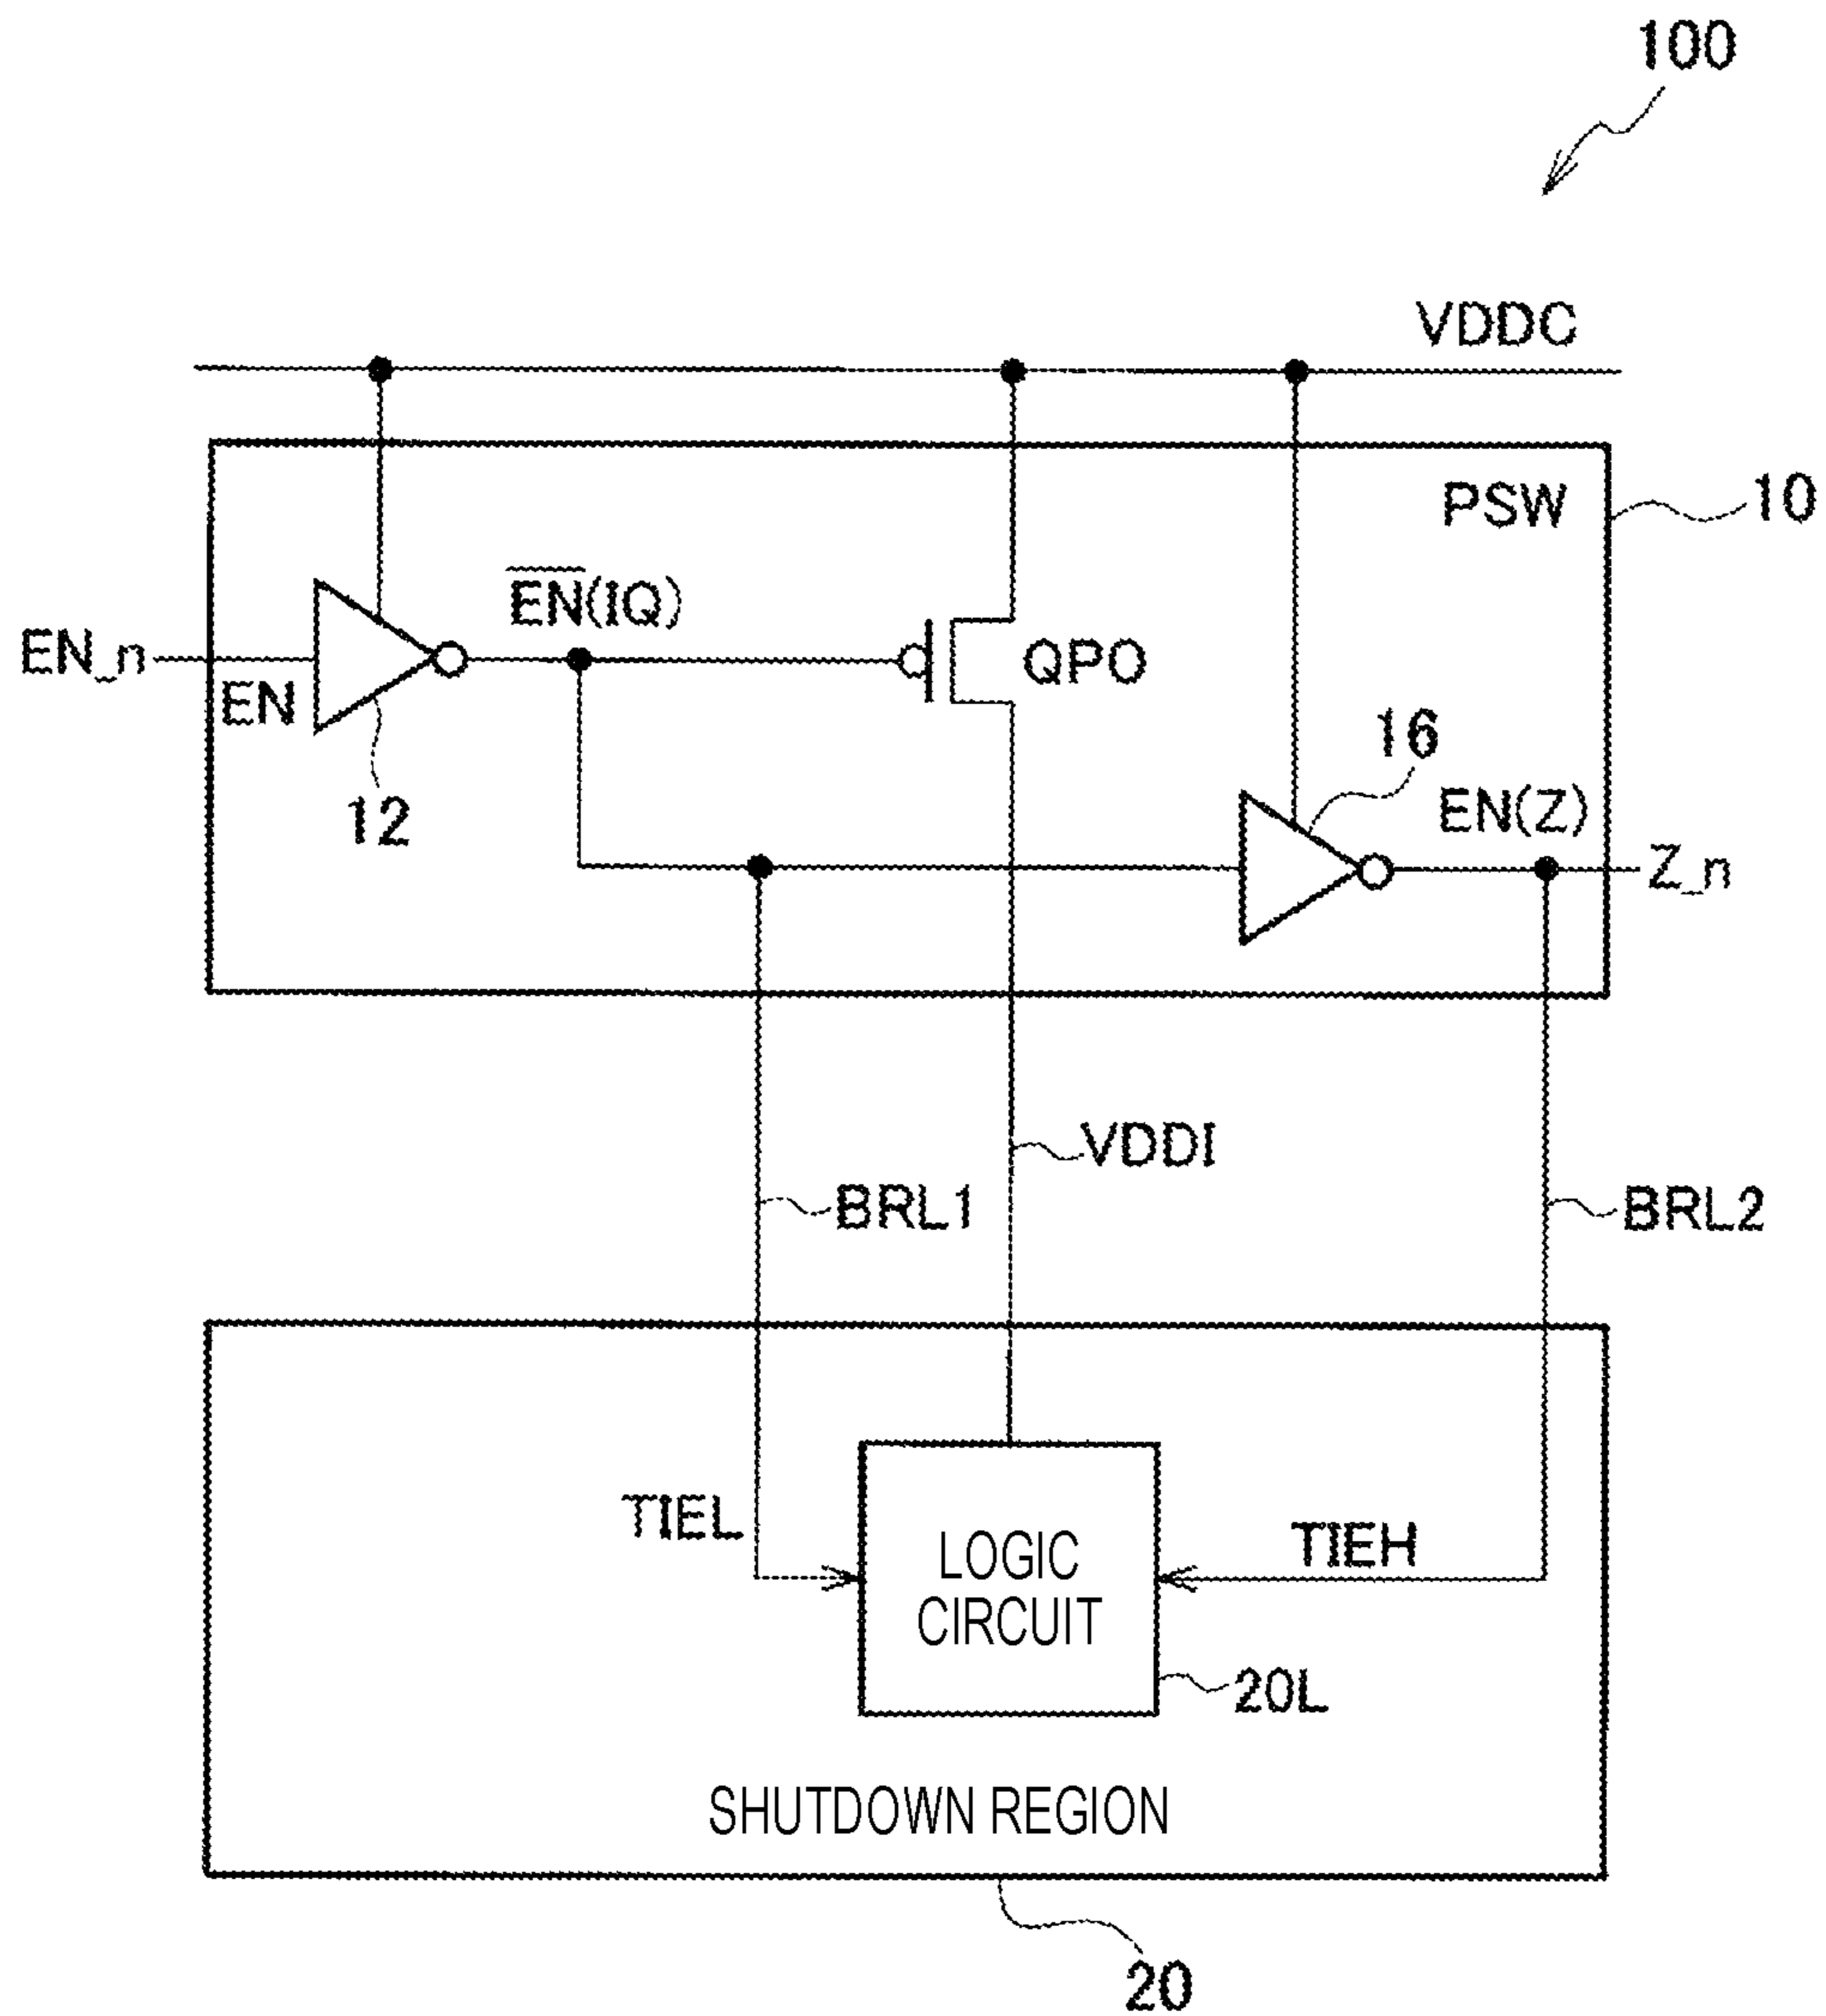 100
VDDC
PSW
10
E̅N̅(IQ)
EN_n
EN
QPO
12
16
EN(Z)
Z_n
VDDI
BRL1
BRL2
TIEL
LOGIC
CIRCUIT
TIEH
20L
SHUTDOWN REGION
20